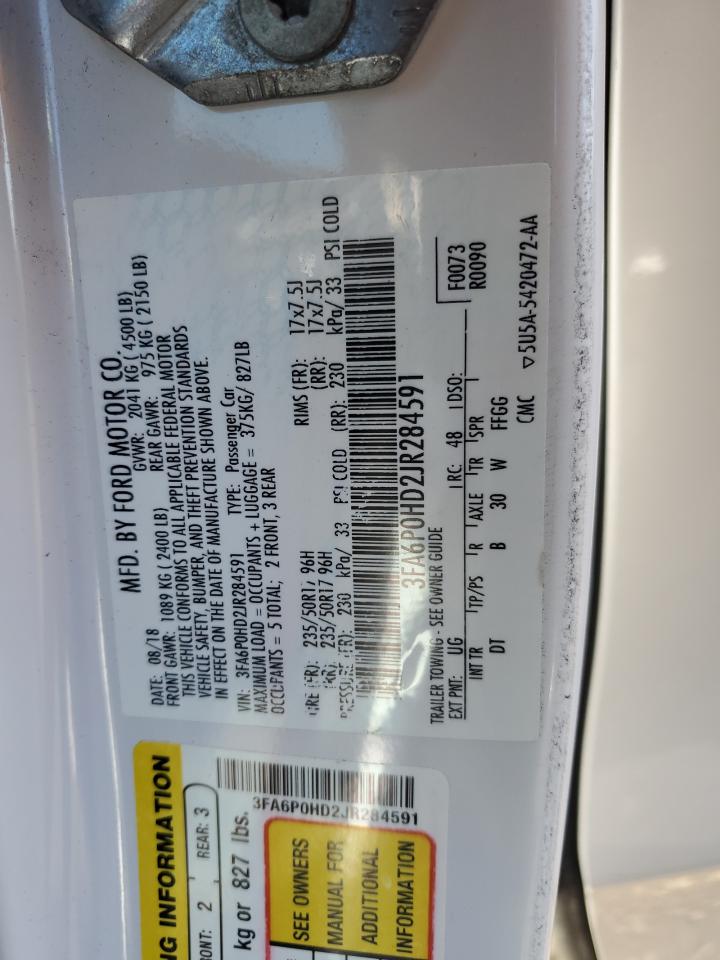 MFD. BY FORD MOTOR CO.
DATE: 08/18 GVWR: 2041 KG ( 4500 LB)
FRONT GAWR: 1089 KG ( 2400 LB) REAR GAWR: 975 KG ( 2150 LB)
THIS VEHICLE CONFORMS TO ALL APPLICABLE FEDERAL MOTOR
VEHICLE SAFETY, BUMPER, AND THEFT PREVENTION STANDARDS
IN EFFECT ON THE DATE OF MANUFACTURE SHOWN ABOVE.
VIN: 3FA6P0HD2JR284591 TYPE: Passenger Car
MAXIMUM LOAD = OCCUPANTS + LUGGAGE = 375KG/ 827LB
OCCUPANTS = 5 TOTAL; 2 FRONT, 3 REAR
TIRE (FR): 235/50R17 96H RIMS (FR): 17x7.5J
(RR): 235/50R17 96H (RR): 17x7.5J
PRESSURE (FR): 230 kPa/ 33 PSI COLD (RR): 230 kPa/ 33 PSI COLD
3FA6P0HD2JR284591
TRAILER TOWING - SEE OWNER GUIDE
EXT PNT: UG RC: 48 DSO: F0073
R0090
INT TR TP/PS R AXLE TR SPR
DT B 30 W FFGG
CMC ▽5U5A-5420472-AA
NG INFORMATION
RONT: 2 REAR: 3
kg or 827 lbs.
3FA6P0HD2JR284591
SEE OWNERS
MANUAL FOR
ADDITIONAL
INFORMATION